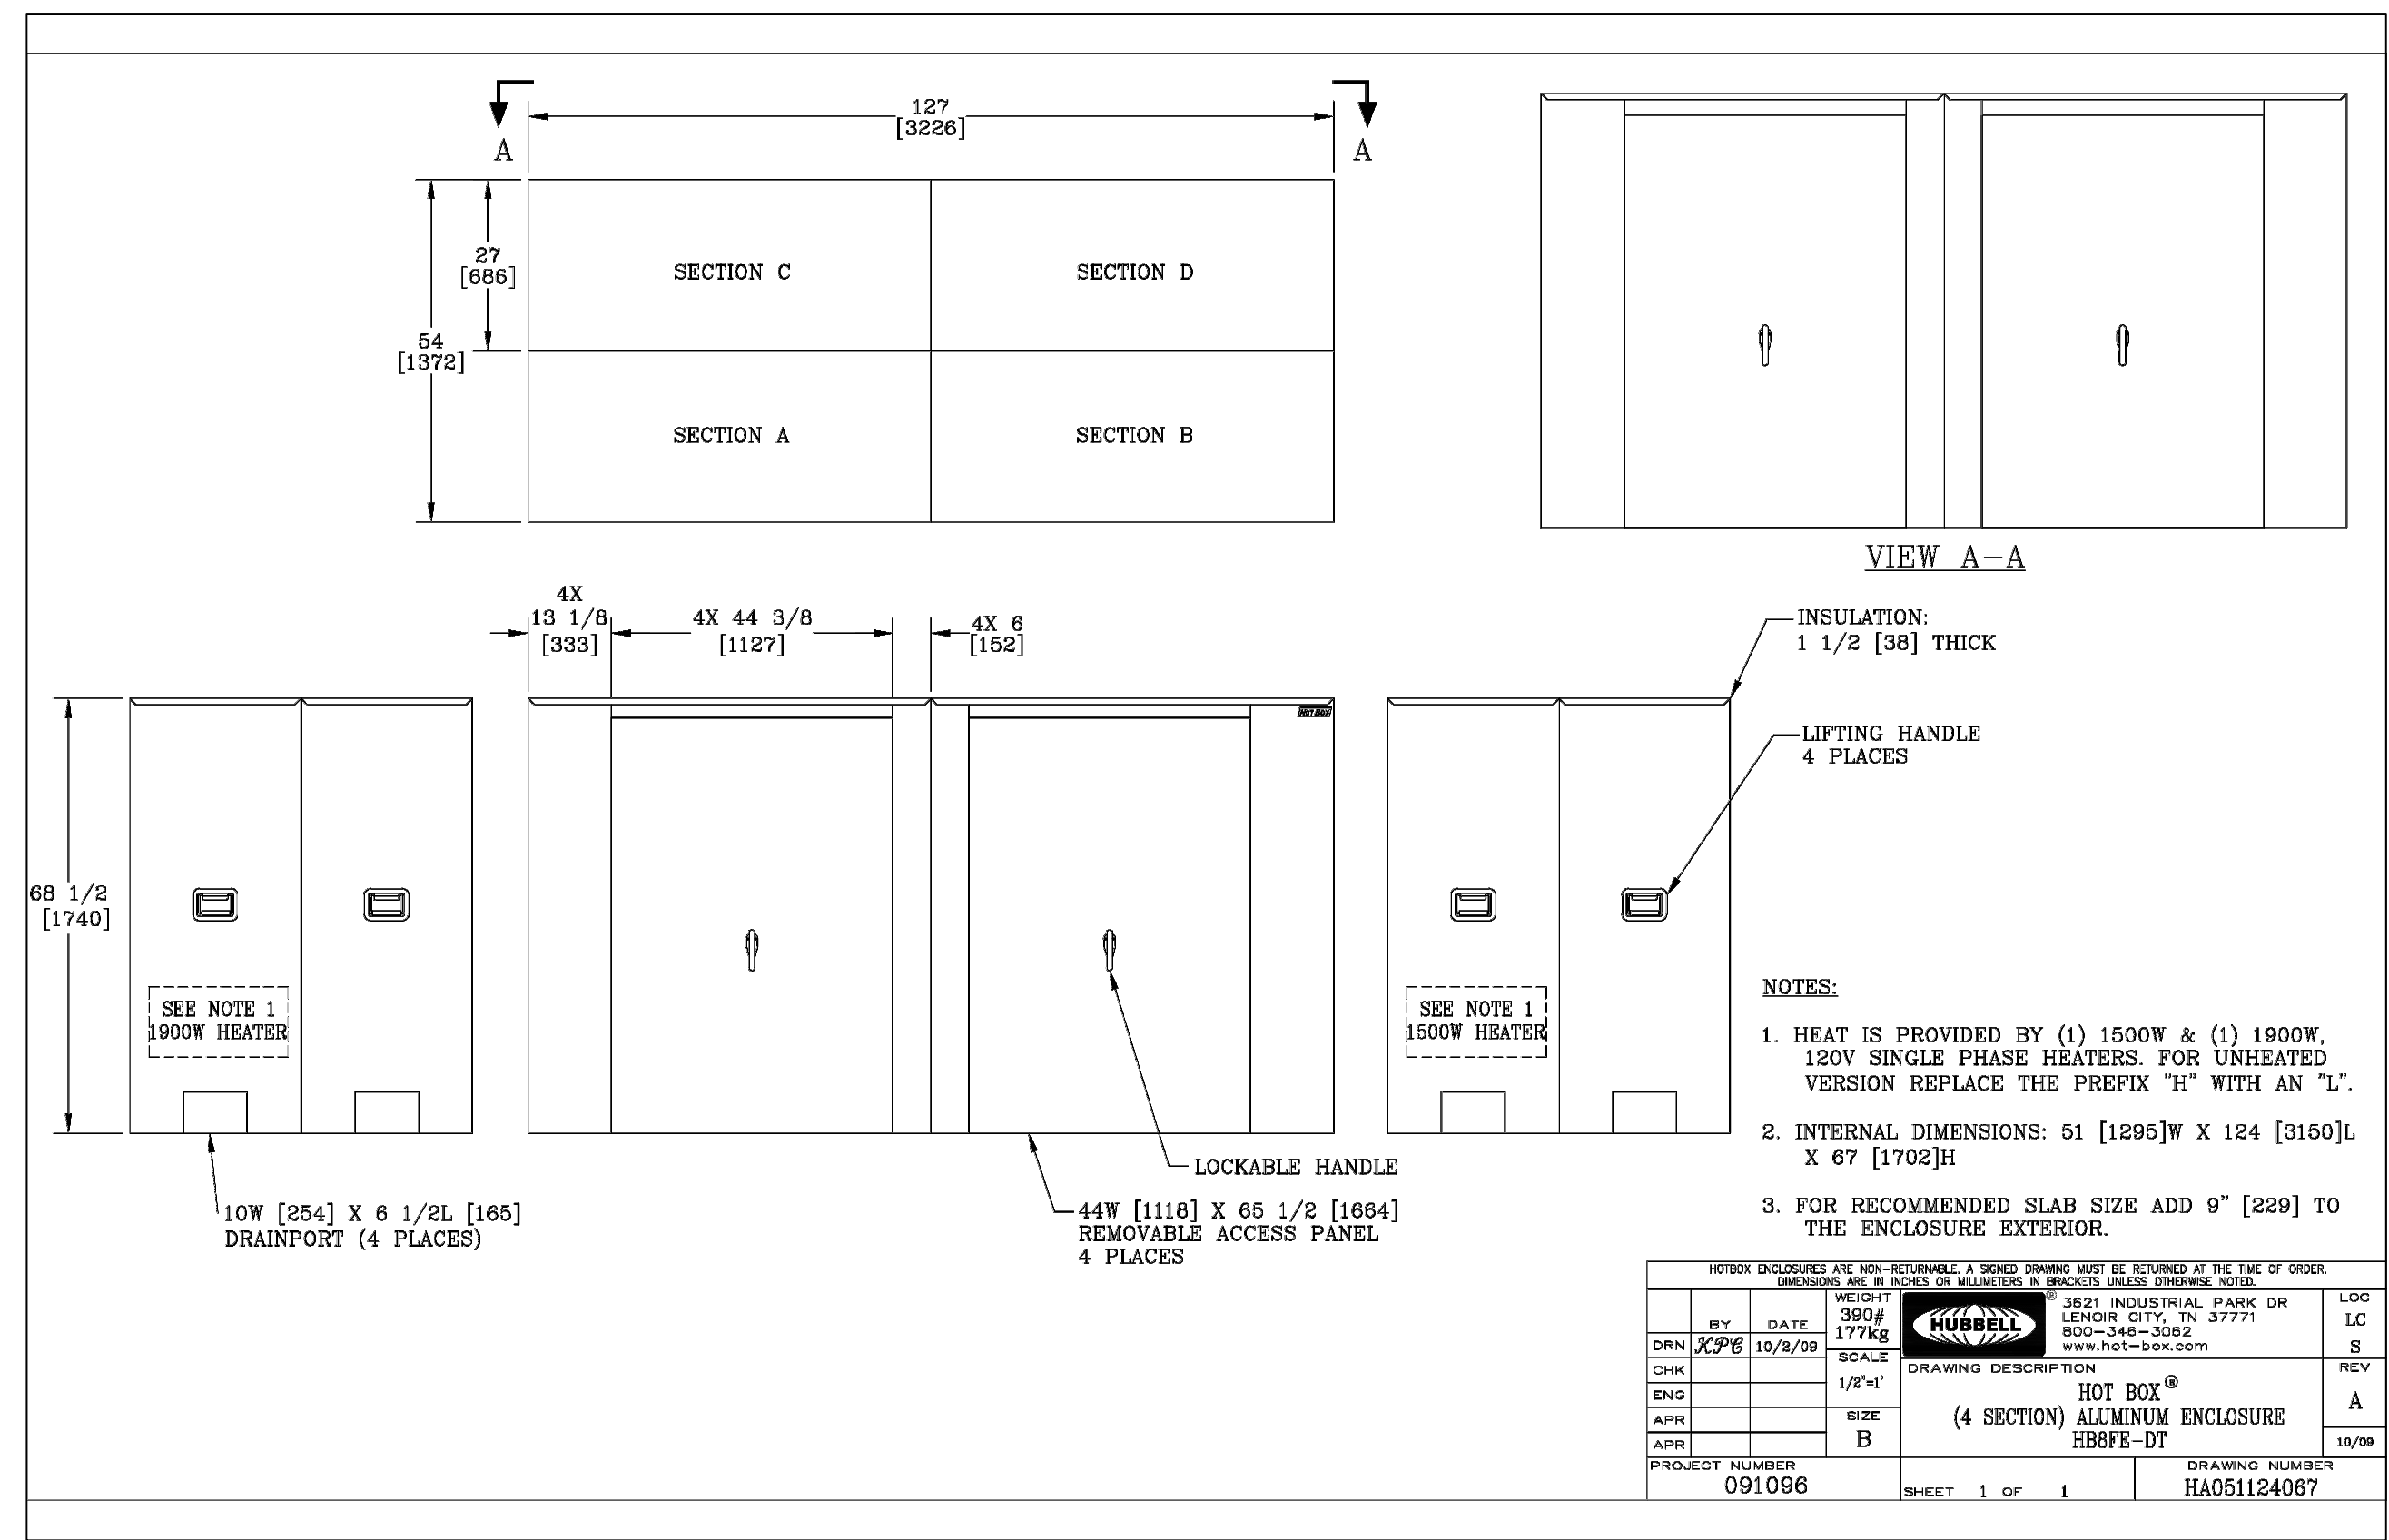 127
[3226]
A
A
27
[686]
54
[1372]
SECTION C
SECTION D
SECTION A
SECTION B
VIEW A-A
4X
13 1/8
[333]
4X 44 3/8
[1127]
4X 6
[152]
INSULATION:
1 1/2 [38] THICK
HOT BOX
LIFTING HANDLE
4 PLACES
68 1/2
[1740]
SEE NOTE 1
1900W HEATER
SEE NOTE 1
1500W HEATER
LOCKABLE HANDLE
10W [254] X 6 1/2L [165]
DRAINPORT (4 PLACES)
44W [1118] X 65 1/2 [1664]
REMOVABLE ACCESS PANEL
4 PLACES
NOTES:
1. HEAT IS PROVIDED BY (1) 1500W & (1) 1900W,
120V SINGLE PHASE HEATERS. FOR UNHEATED
VERSION REPLACE THE PREFIX "H" WITH AN "L".
2. INTERNAL DIMENSIONS: 51 [1295]W X 124 [3150]L
X 67 [1702]H
3. FOR RECOMMENDED SLAB SIZE ADD 9" [229] TO
THE ENCLOSURE EXTERIOR.
HOTBOX ENCLOSURES ARE NON-RETURNABLE. A SIGNED DRAWING MUST BE RETURNED AT THE TIME OF ORDER.
DIMENSIONS ARE IN INCHES OR MILLIMETERS IN BRACKETS UNLESS OTHERWISE NOTED.
BY DATE
DRN KPC 10/2/09
CHK
ENG
APR
APR
WEIGHT
390#
177kg
SCALE
1/2"=1'
SIZE
B
HUBBELL ®
3621 INDUSTRIAL PARK DR
LENOIR CITY, TN 37771
800-346-3062
www.hot-box.com
LOC
LC
S
DRAWING DESCRIPTION
HOT BOX®
(4 SECTION) ALUMINUM ENCLOSURE
HB8FE-DT
REV
A
10/09
PROJECT NUMBER
091096
SHEET 1 OF 1
DRAWING NUMBER
HA051124067